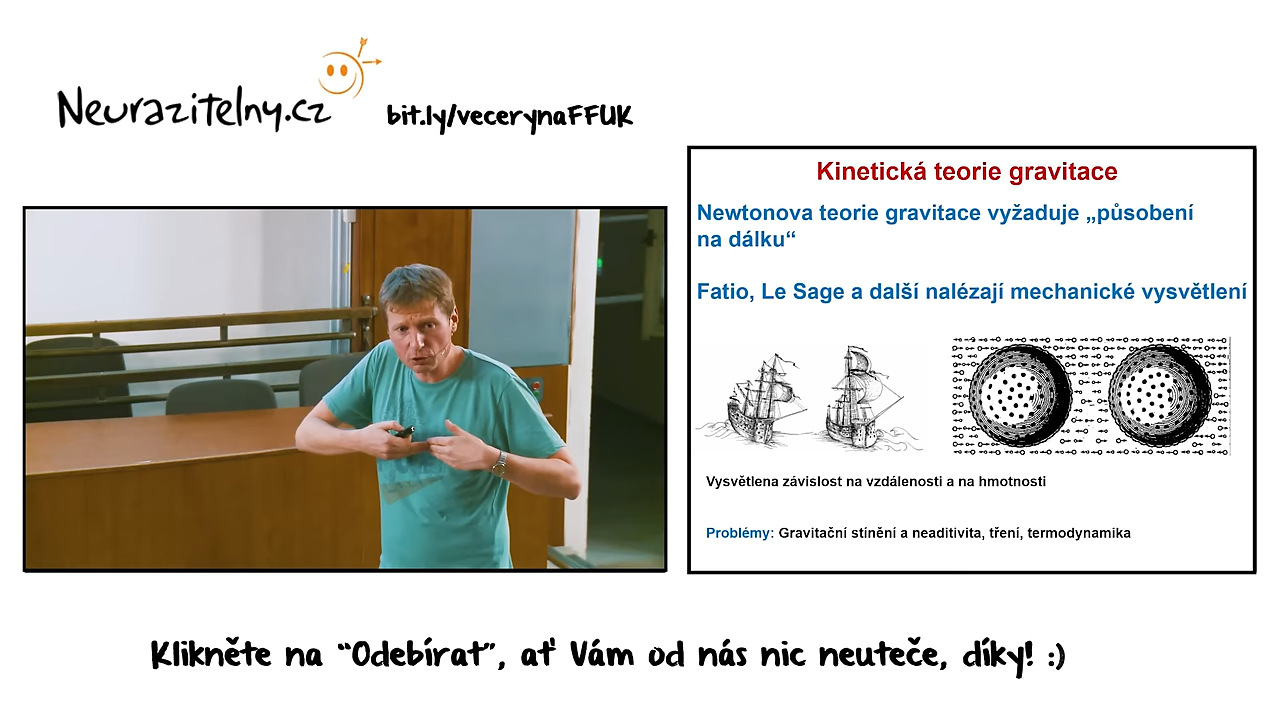 Neurazitelny.cz
bit.ly/vecerynaFFUK
Kinetická teorie gravitace
Newtonova teorie gravitace vyžaduje „působení
na dálku“
Fatio, Le Sage a další nalézají mechanické vysvětlení
Vysvětlena závislost na vzdálenosti a na hmotnosti
Problémy: Gravitační stínění a neaditivita, tření, termodynamika
Klikněte na “Odebírat”, ať Vám od nás nic neuteče, díky! :)